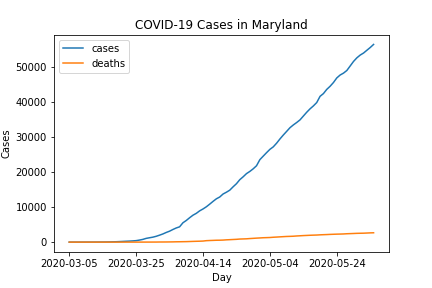 COVID-19 Cases in Maryland
cases
deaths
50000
40000
30000
20000
10000
0
Cases
2020-03-05 2020-03-25 2020-04-14 2020-05-04 2020-05-24
Day